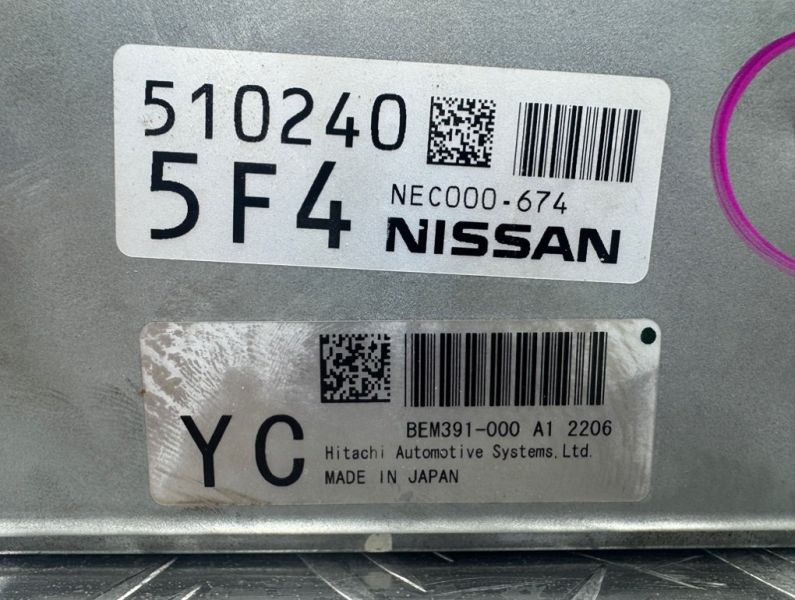 510240
5F4
NEC000-674
NISSAN
YC
BEM391-000 A1 2206
Hitachi Automotive Systems,Ltd.
MADE IN JAPAN